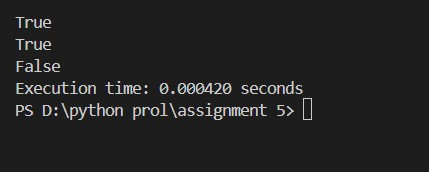 True
True
False
Execution time: 0.000420 seconds
PS D:\python prol\assignment 5>